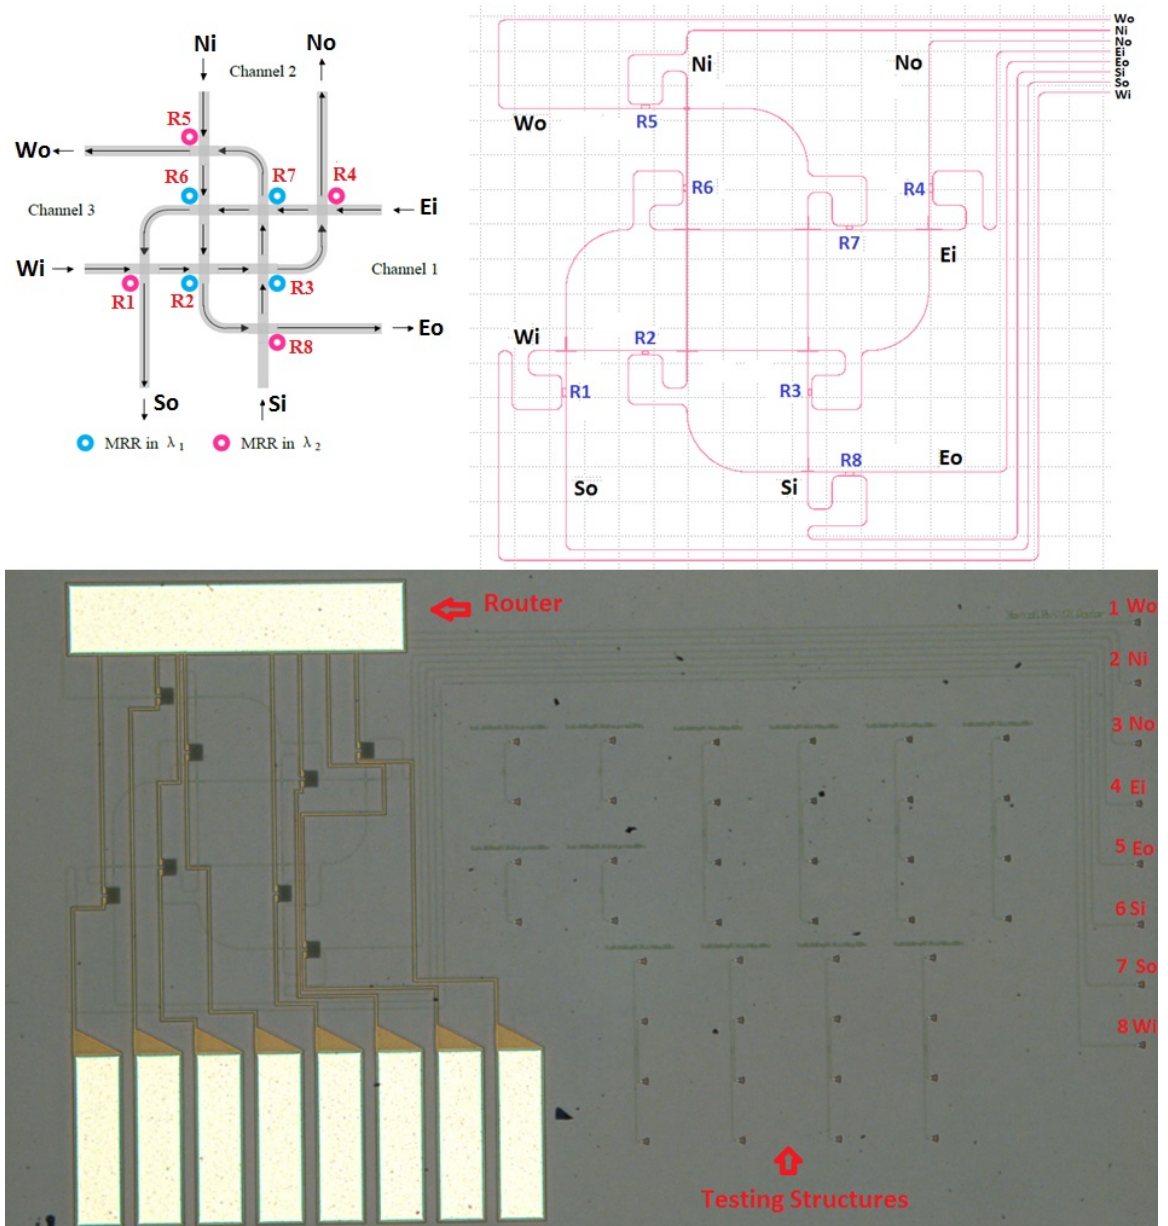 Ni
No
Channel 2
R5
Wo
R6
R7
R4
Channel 3
Ei
Wi
Channel 1
R1
R2
R3
Eo
R8
So
Si
MRR in λ1
MRR in λ2
Wo
Ni
No
Ei
Eo
Si
So
Wi
Ni
No
Wo
R5
R6
R4
R7
Ei
Wi
R2
R1
R3
Eo
R8
So
Si
Router
1 Wo
2 Ni
3 No
4 Ei
5 Eo
6 Si
7 So
8 Wi
Testing Structures